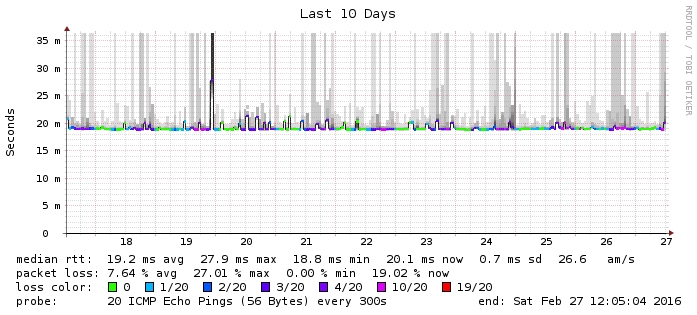 Last 10 Days
RRDTOOL / TOBI OETIKER
Seconds
35 m
30 m
25 m
20 m
15 m
10 m
5 m
0
18 19 20 21 22 23 24 25 26 27
median rtt: 19.2 ms avg 27.9 ms max 18.8 ms min 20.1 ms now 0.7 ms sd 26.6 am/s
packet loss: 7.64 % avg 27.01 % max 0.00 % min 19.02 % now
loss color: 0 1/20 2/20 3/20 4/20 10/20 19/20
probe: 20 ICMP Echo Pings (56 Bytes) every 300s end: Sat Feb 27 12:05:04 2016